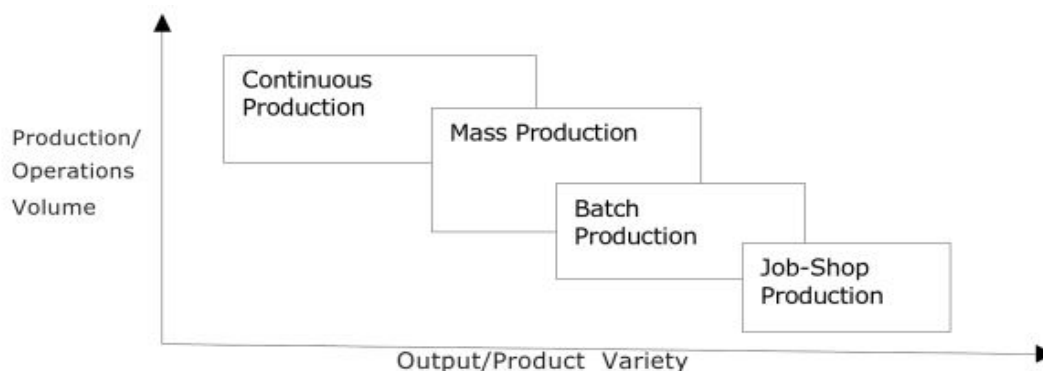 Continuous
Production
Mass Production
Production/
Operations
Volume
Batch
Production
Job-Shop
Production
Output/Product Variety